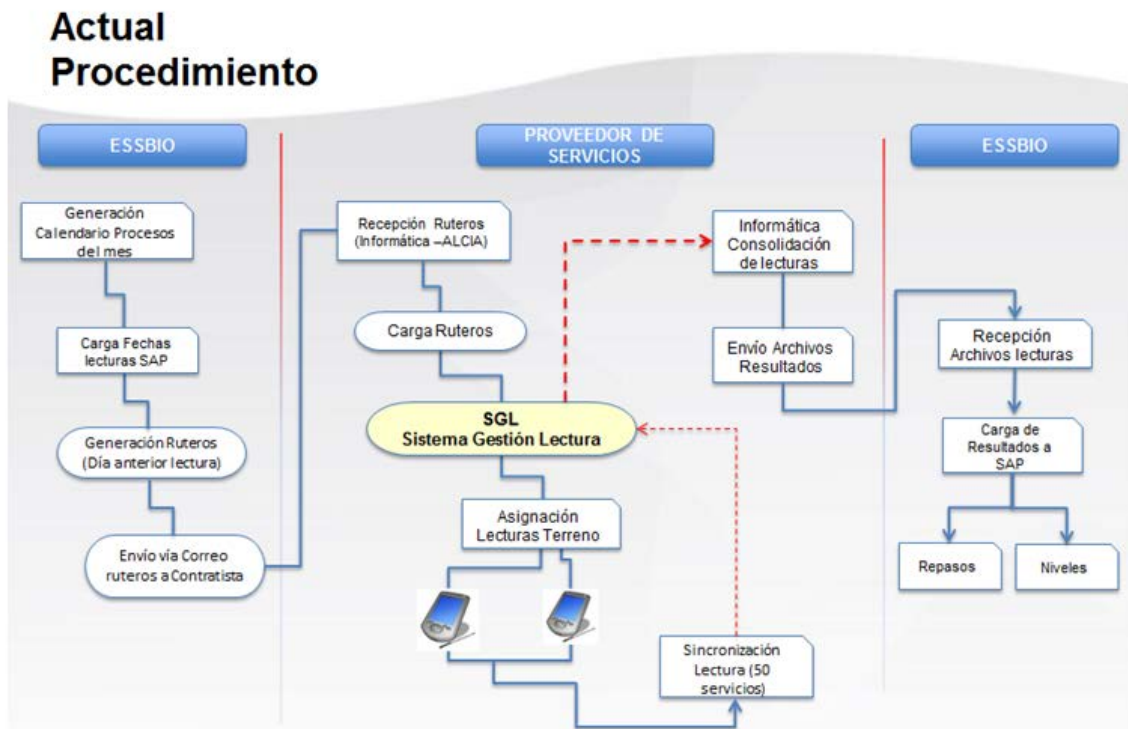 Actual
Procedimiento
ESSBIO
Generación
Calendario Procesos
del mes
Carga Fechas
lecturas SAP
Generación Ruteros
(Día anterior lectura)
Envío vía Correo
ruteros a Contratista
PROVEEDOR DE
SERVICIOS
Recepción Ruteros
(Informática –ALCIA)
Carga Ruteros
SGL
Sistema Gestión Lectura
Asignación
Lecturas Terreno
Sincronización
Lectura (50
servicios)
Informática
Consolidación
de lecturas
Envío Archivos
Resultados
ESSBIO
Recepción
Archivos lecturas
Carga de
Resultados a
SAP
Repasos
Niveles